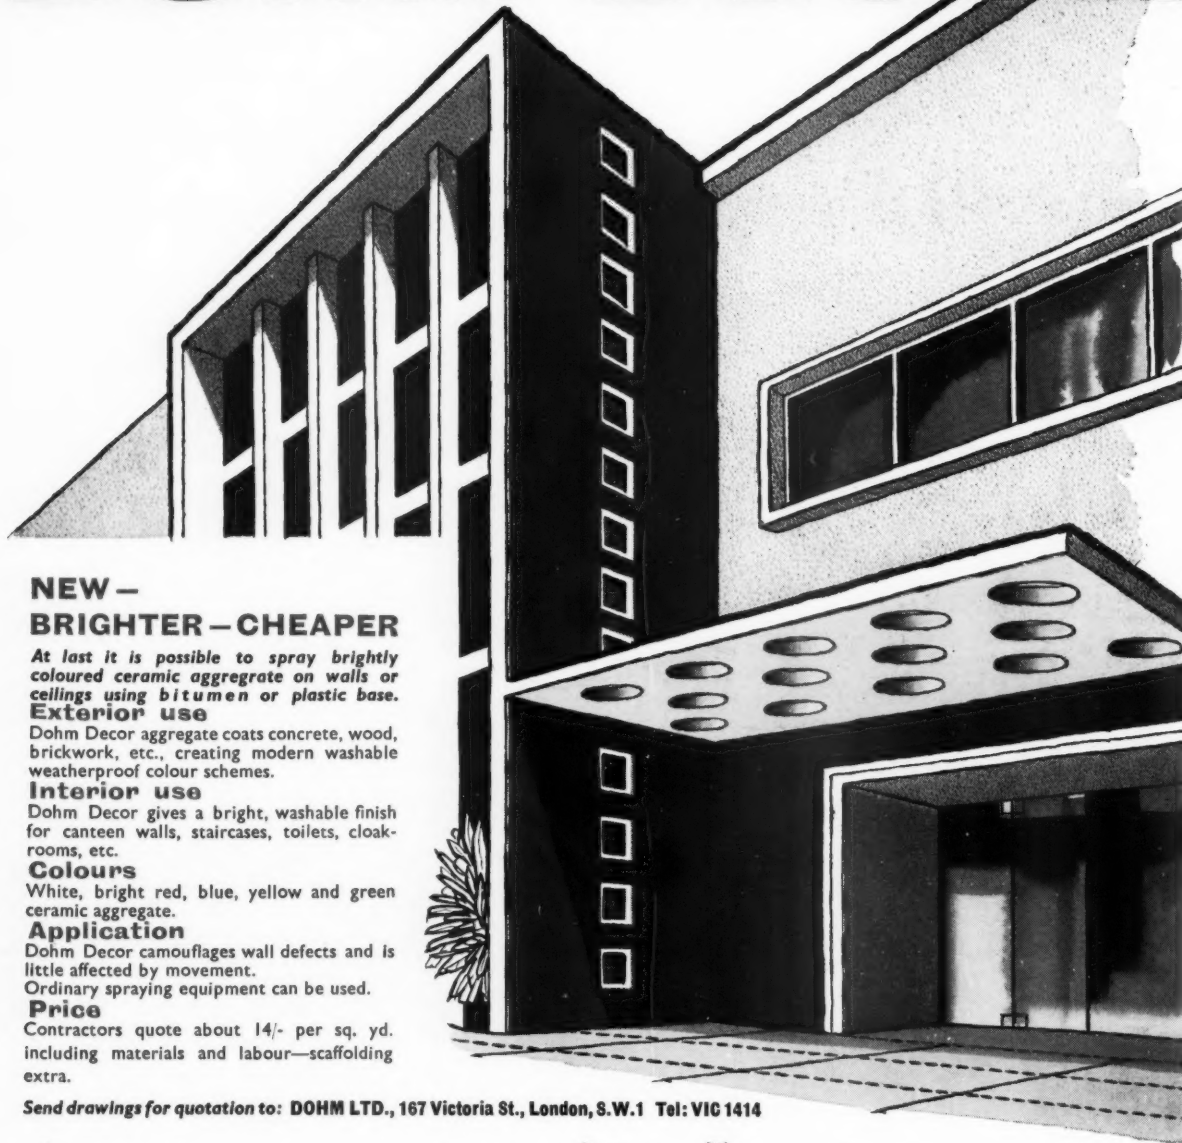 NEW—
BRIGHTER—CHEAPER
At last it is possible to spray brightly
coloured ceramic aggregrate on walls or
ceilings using bitumen or plastic base.
Exterior use
Dohm Decor aggregate coats concrete, wood,
brickwork, etc., creating modern washable
weatherproof colour schemes.
Interior use
Dohm Decor gives a bright, washable finish
for canteen walls, staircases, toilets, cloak-
rooms, etc.
Colours
White, bright red, blue, yellow and green
ceramic aggregate.
Application
Dohm Decor camouflages wall defects and is
little affected by movement.
Ordinary spraying equipment can be used.
Price
Contractors quote about 14/- per sq. yd.
including materials and labour—scaffolding
extra.
Send drawings for quotation to: DOHM LTD., 167 Victoria St., London, S.W.1 Tel: VIC 1414